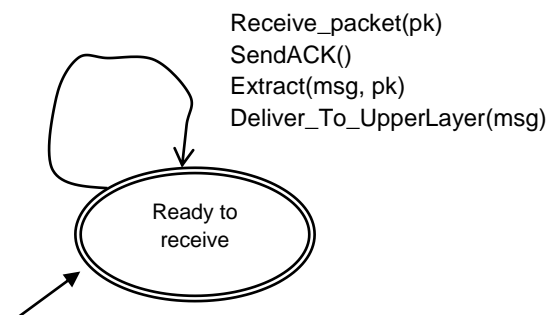 Receive_packet(pk)
SendACK()
Extract(msg, pk)
Deliver_To_UpperLayer(msg)
Ready to
receive